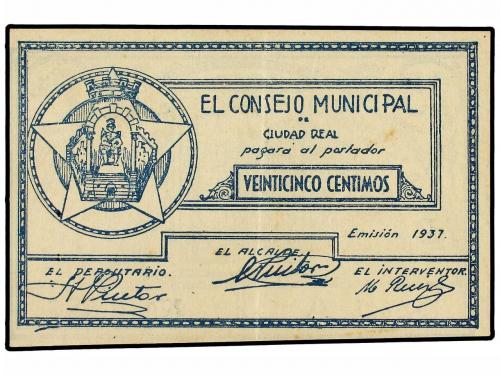 EL CONSEJO MUNICIPAL
DE
CIUDAD REAL
pagará al portador
VEINTICINCO CENTIMOS
Emisión 1937.
EL ALCALDE
EL DEPOSITARIO.
EL INTERVENTOR.